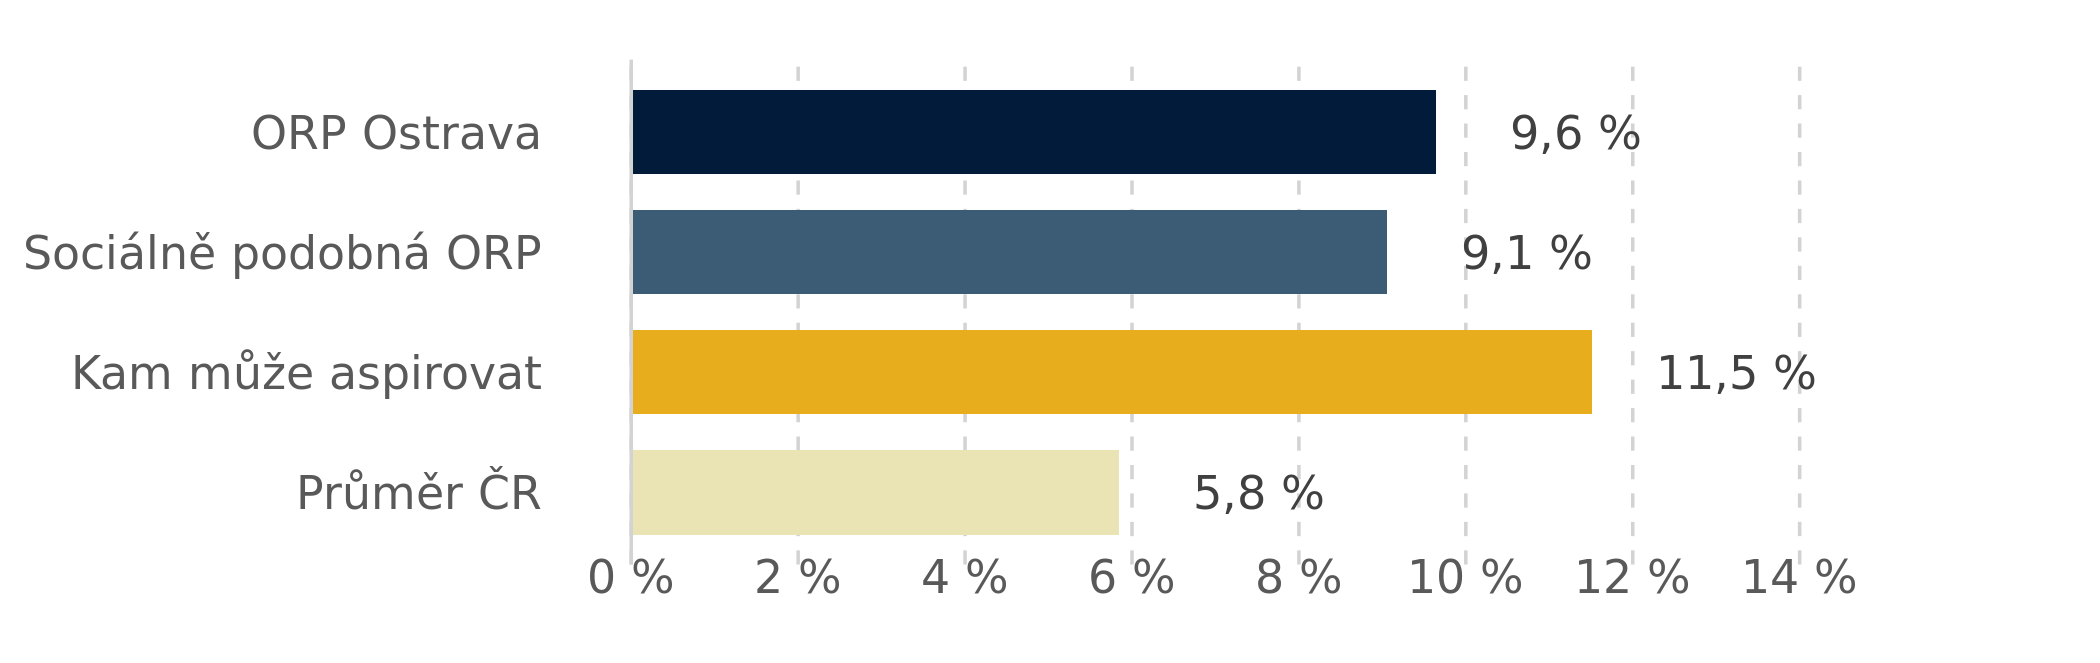 ORP Ostrava 9,6 %
Sociálně podobná ORP 9,1 %
Kam může aspirovat 11,5 %
Průměr ČR 5,8 %
0 % 2 % 4 % 6 % 8 % 10 % 12 % 14 %